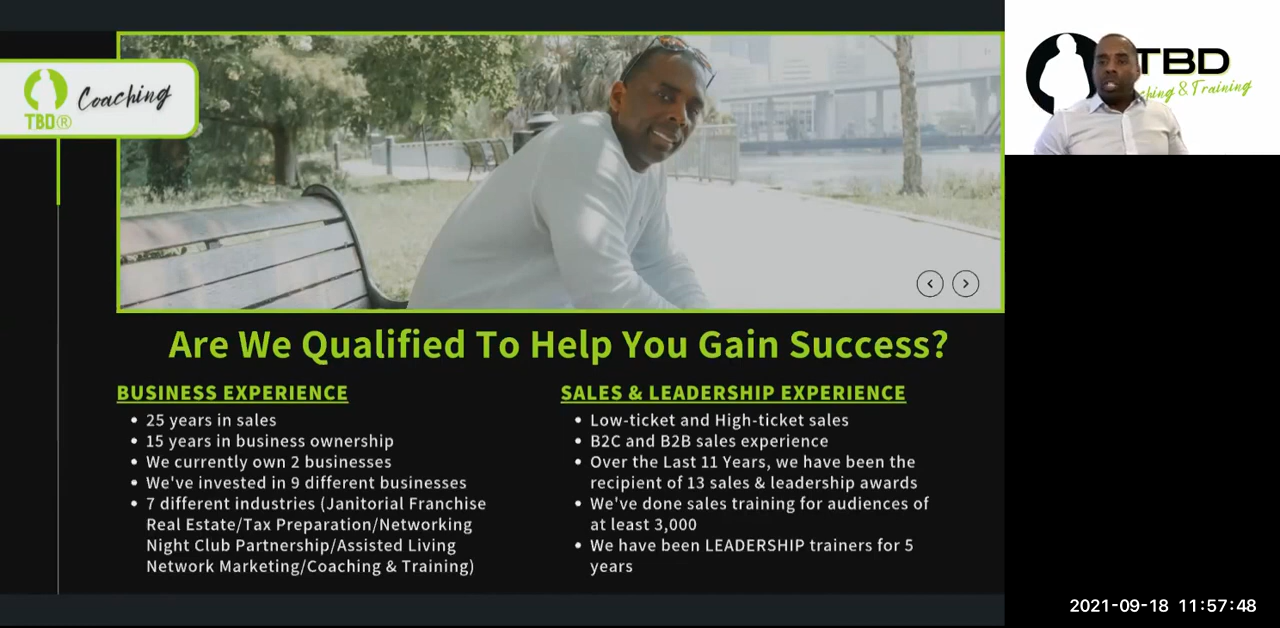 Coaching
TBD®
TBD
ching & Training
Are We Qualified To Help You Gain Success?
BUSINESS EXPERIENCE
• 25 years in sales
• 15 years in business ownership
• We currently own 2 businesses
• We've invested in 9 different businesses
• 7 different industries (Janitorial Franchise
Real Estate/Tax Preparation/Networking
Night Club Partnership/Assisted Living
Network Marketing/Coaching & Training)
SALES & LEADERSHIP EXPERIENCE
• Low-ticket and High-ticket sales
• B2C and B2B sales experience
• Over the Last 11 Years, we have been the
recipient of 13 sales & leadership awards
• We've done sales training for audiences of
at least 3,000
• We have been LEADERSHIP trainers for 5
years
2021-09-18 11:57:48